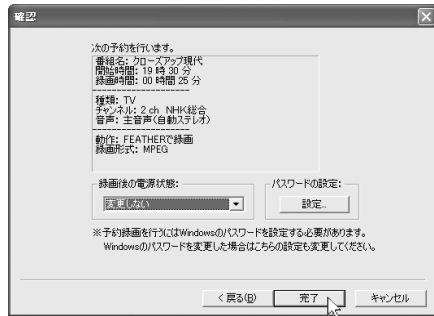 確認
次の予約を行います。
番組名: クローズアップ現代
開始時間: 19 時 30 分
録画時間: 00 時間 25 分
--------------------
種類: TV
チャンネル: 2 ch NHK総合
音声: 主音声(自動ステレオ)
--------------------
動作: FEATHERで録画
録画形式: MPEG
録画後の電源状態:
変更しない
パスワードの設定:
設定...
※予約録画を行うにはWindowsのパスワードを設定する必要があります。
Windowsのパスワードを変更した場合はこちらの設定も変更してください。
< 戻る(B)
完了
キャンセル